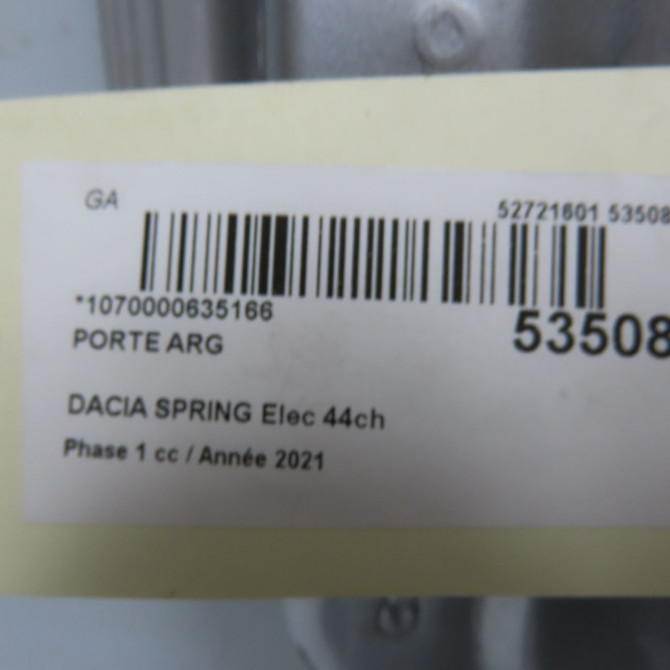 GA
52721601 53508
*1070000635166
53508
PORTE ARG
DACIA SPRING Elec 44ch
Phase 1 cc / Année 2021